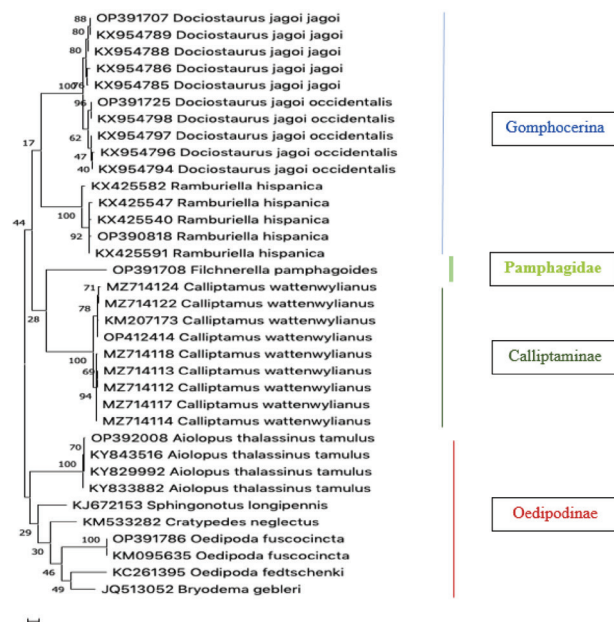 88 OP391707 Dociostaurus jagoi jagoi
80 KX954789 Dociostaurus jagoi jagoi
80 KX954788 Dociostaurus jagoi jagoi
KX954786 Dociostaurus jagoi jagoi
100 76 KX954785 Dociostaurus jagoi jagoi
96 OP391725 Dociostaurus jagoi occidentalis
KX954798 Dociostaurus jagoi occidentalis
62 KX954797 Dociostaurus jagoi occidentalis
47 KX954796 Dociostaurus jagoi occidentalis
40 KX954794 Dociostaurus jagoi occidentalis
Gomphocerina
17
KX425582 Ramburiella hispanica
KX425547 Ramburiella hispanica
100 KX425540 Ramburiella hispanica
92 OP390818 Ramburiella hispanica
KX425591 Ramburiella hispanica
44
OP391708 Filchnerella pamphagoides
Pamphagidae
71 MZ714124 Calliptamus wattenwylianus
78 MZ714122 Calliptamus wattenwylianus
28 KM207173 Calliptamus wattenwylianus
OP412414 Calliptamus wattenwylianus
100 MZ714118 Calliptamus wattenwylianus
69 MZ714113 Calliptamus wattenwylianus
94 MZ714112 Calliptamus wattenwylianus
MZ714117 Calliptamus wattenwylianus
MZ714114 Calliptamus wattenwylianus
Calliptaminae
70 OP392008 Aiolopus thalassinus tamulus
100 KY843516 Aiolopus thalassinus tamulus
KY829992 Aiolopus thalassinus tamulus
KY833882 Aiolopus thalassinus tamulus
KJ672153 Sphingonotus longipennis
29 KM533282 Cratypedes neglectus
30 100 OP391786 Oedipoda fuscocincta
KM095635 Oedipoda fuscocincta
46 KC261395 Oedipoda fedtschenki
49 JQ513052 Bryodema gebleri
Oedipodinae